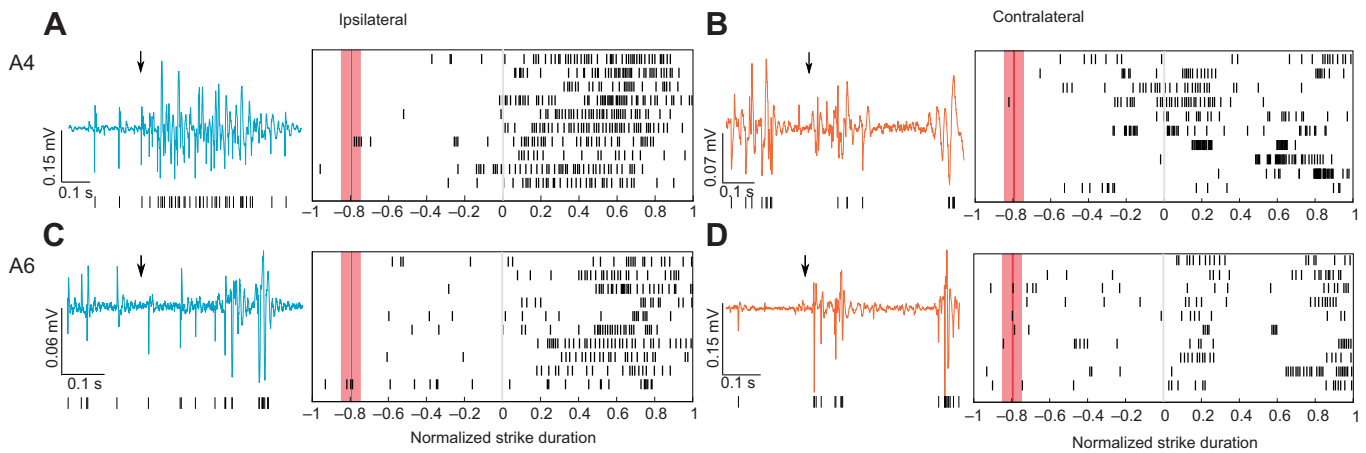 A
Ipsilateral
B
Contralateral
A4
0.15 mV
0.1 s
−1 −0.8 −0.6 −0.4 −0.2 0 0.2 0.4 0.6 0.8 1
0.07 mV
0.1 s
−1 −0.8 −0.6 −0.4 −0.2 0 0.2 0.4 0.6 0.8 1
C
D
A6
0.06 mV
0.1 s
−1 −0.8 −0.6 −0.4 −0.2 0 0.2 0.4 0.6 0.8 1
Normalized strike duration
0.15 mV
0.1 s
−1 −0.8 −0.6 −0.4 −0.2 0 0.2 0.4 0.6 0.8 1
Normalized strike duration